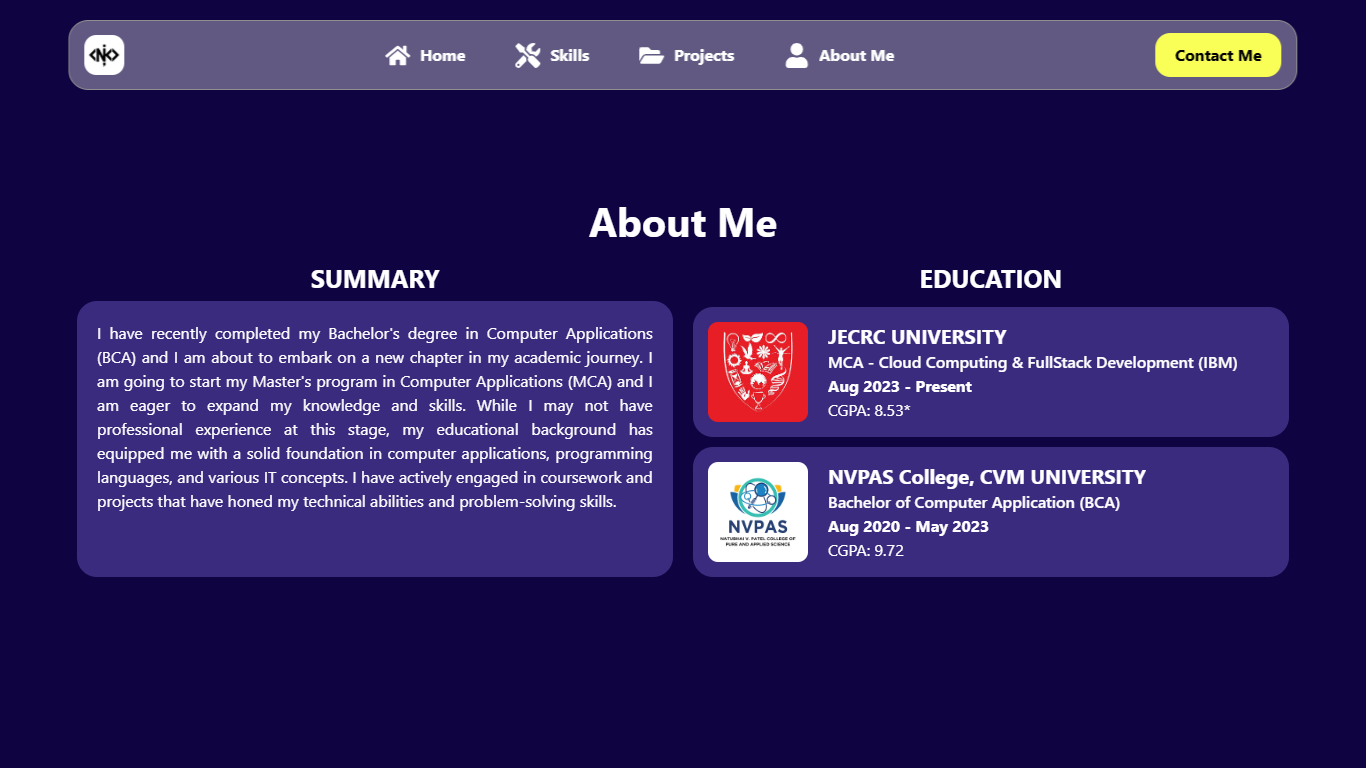 Home
Skills
Projects
About Me
Contact Me
About Me
SUMMARY
I have recently completed my Bachelor's degree in Computer Applications
(BCA) and I am about to embark on a new chapter in my academic journey. I
am going to start my Master's program in Computer Applications (MCA) and I
am eager to expand my knowledge and skills. While I may not have
professional experience at this stage, my educational background has
equipped me with a solid foundation in computer applications, programming
languages, and various IT concepts. I have actively engaged in coursework and
projects that have honed my technical abilities and problem-solving skills.
EDUCATION
JECRC UNIVERSITY
MCA - Cloud Computing & FullStack Development (IBM)
Aug 2023 - Present
CGPA: 8.53*
NVPAS
NATUBHAI V. PATEL COLLEGE OF
PURE AND APPLIED SCIENCE
NVPAS College, CVM UNIVERSITY
Bachelor of Computer Application (BCA)
Aug 2020 - May 2023
CGPA: 9.72